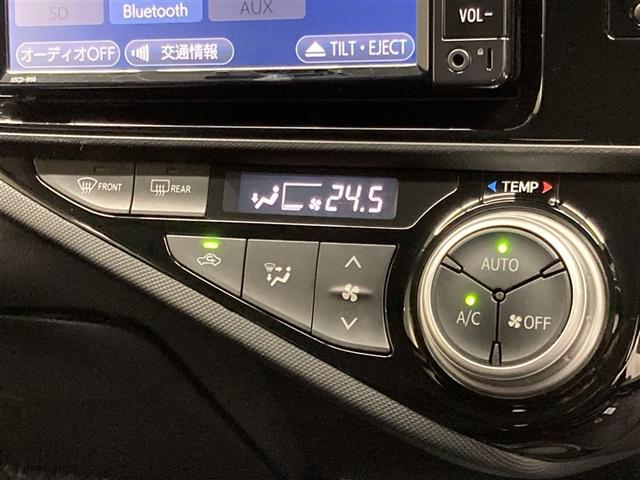 SD
Bluetooth
AUX
VOL-
オーディオOFF
交通情報
TILT・EJECT
FRONT
REAR
24.5
TEMP
AUTO
A/C
OFF